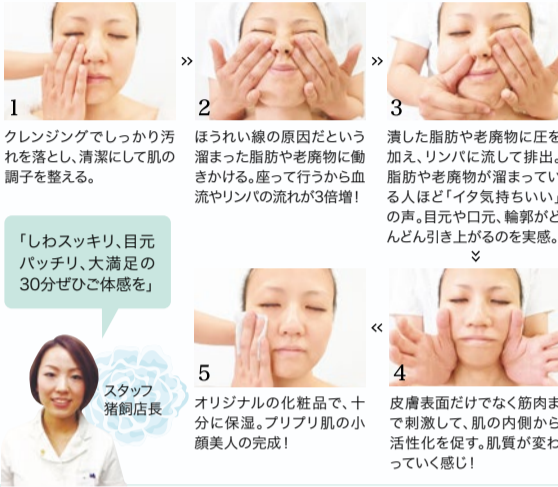 1
クレンジングでしっかり汚
れを落とし、清潔にして肌の
調子を整える。
»
2
ほうれい線の原因だという
溜まった脂肪や老廃物に働
きかける。座って行うから血
流やリンパの流れが3倍増!
»
3
潰した脂肪や老廃物に圧を
加え、リンパに流して排出。
脂肪や老廃物が溜まってい
る人ほど「イタ気持ちいい」
の声。目元や口元、輪郭がど
んどん引き上がるのを実感。
4
皮膚表面だけでなく筋肉ま
で刺激して、肌の内側から
活性化を促す。肌質が変わ
っていく感じ!
«
5
オリジナルの化粧品で、十
分に保湿。プリプリ肌の小
顔美人の完成!
「しわスッキリ、目元
パッチリ、大満足の
30分ぜひご体感を」
スタッフ
猪飼店長